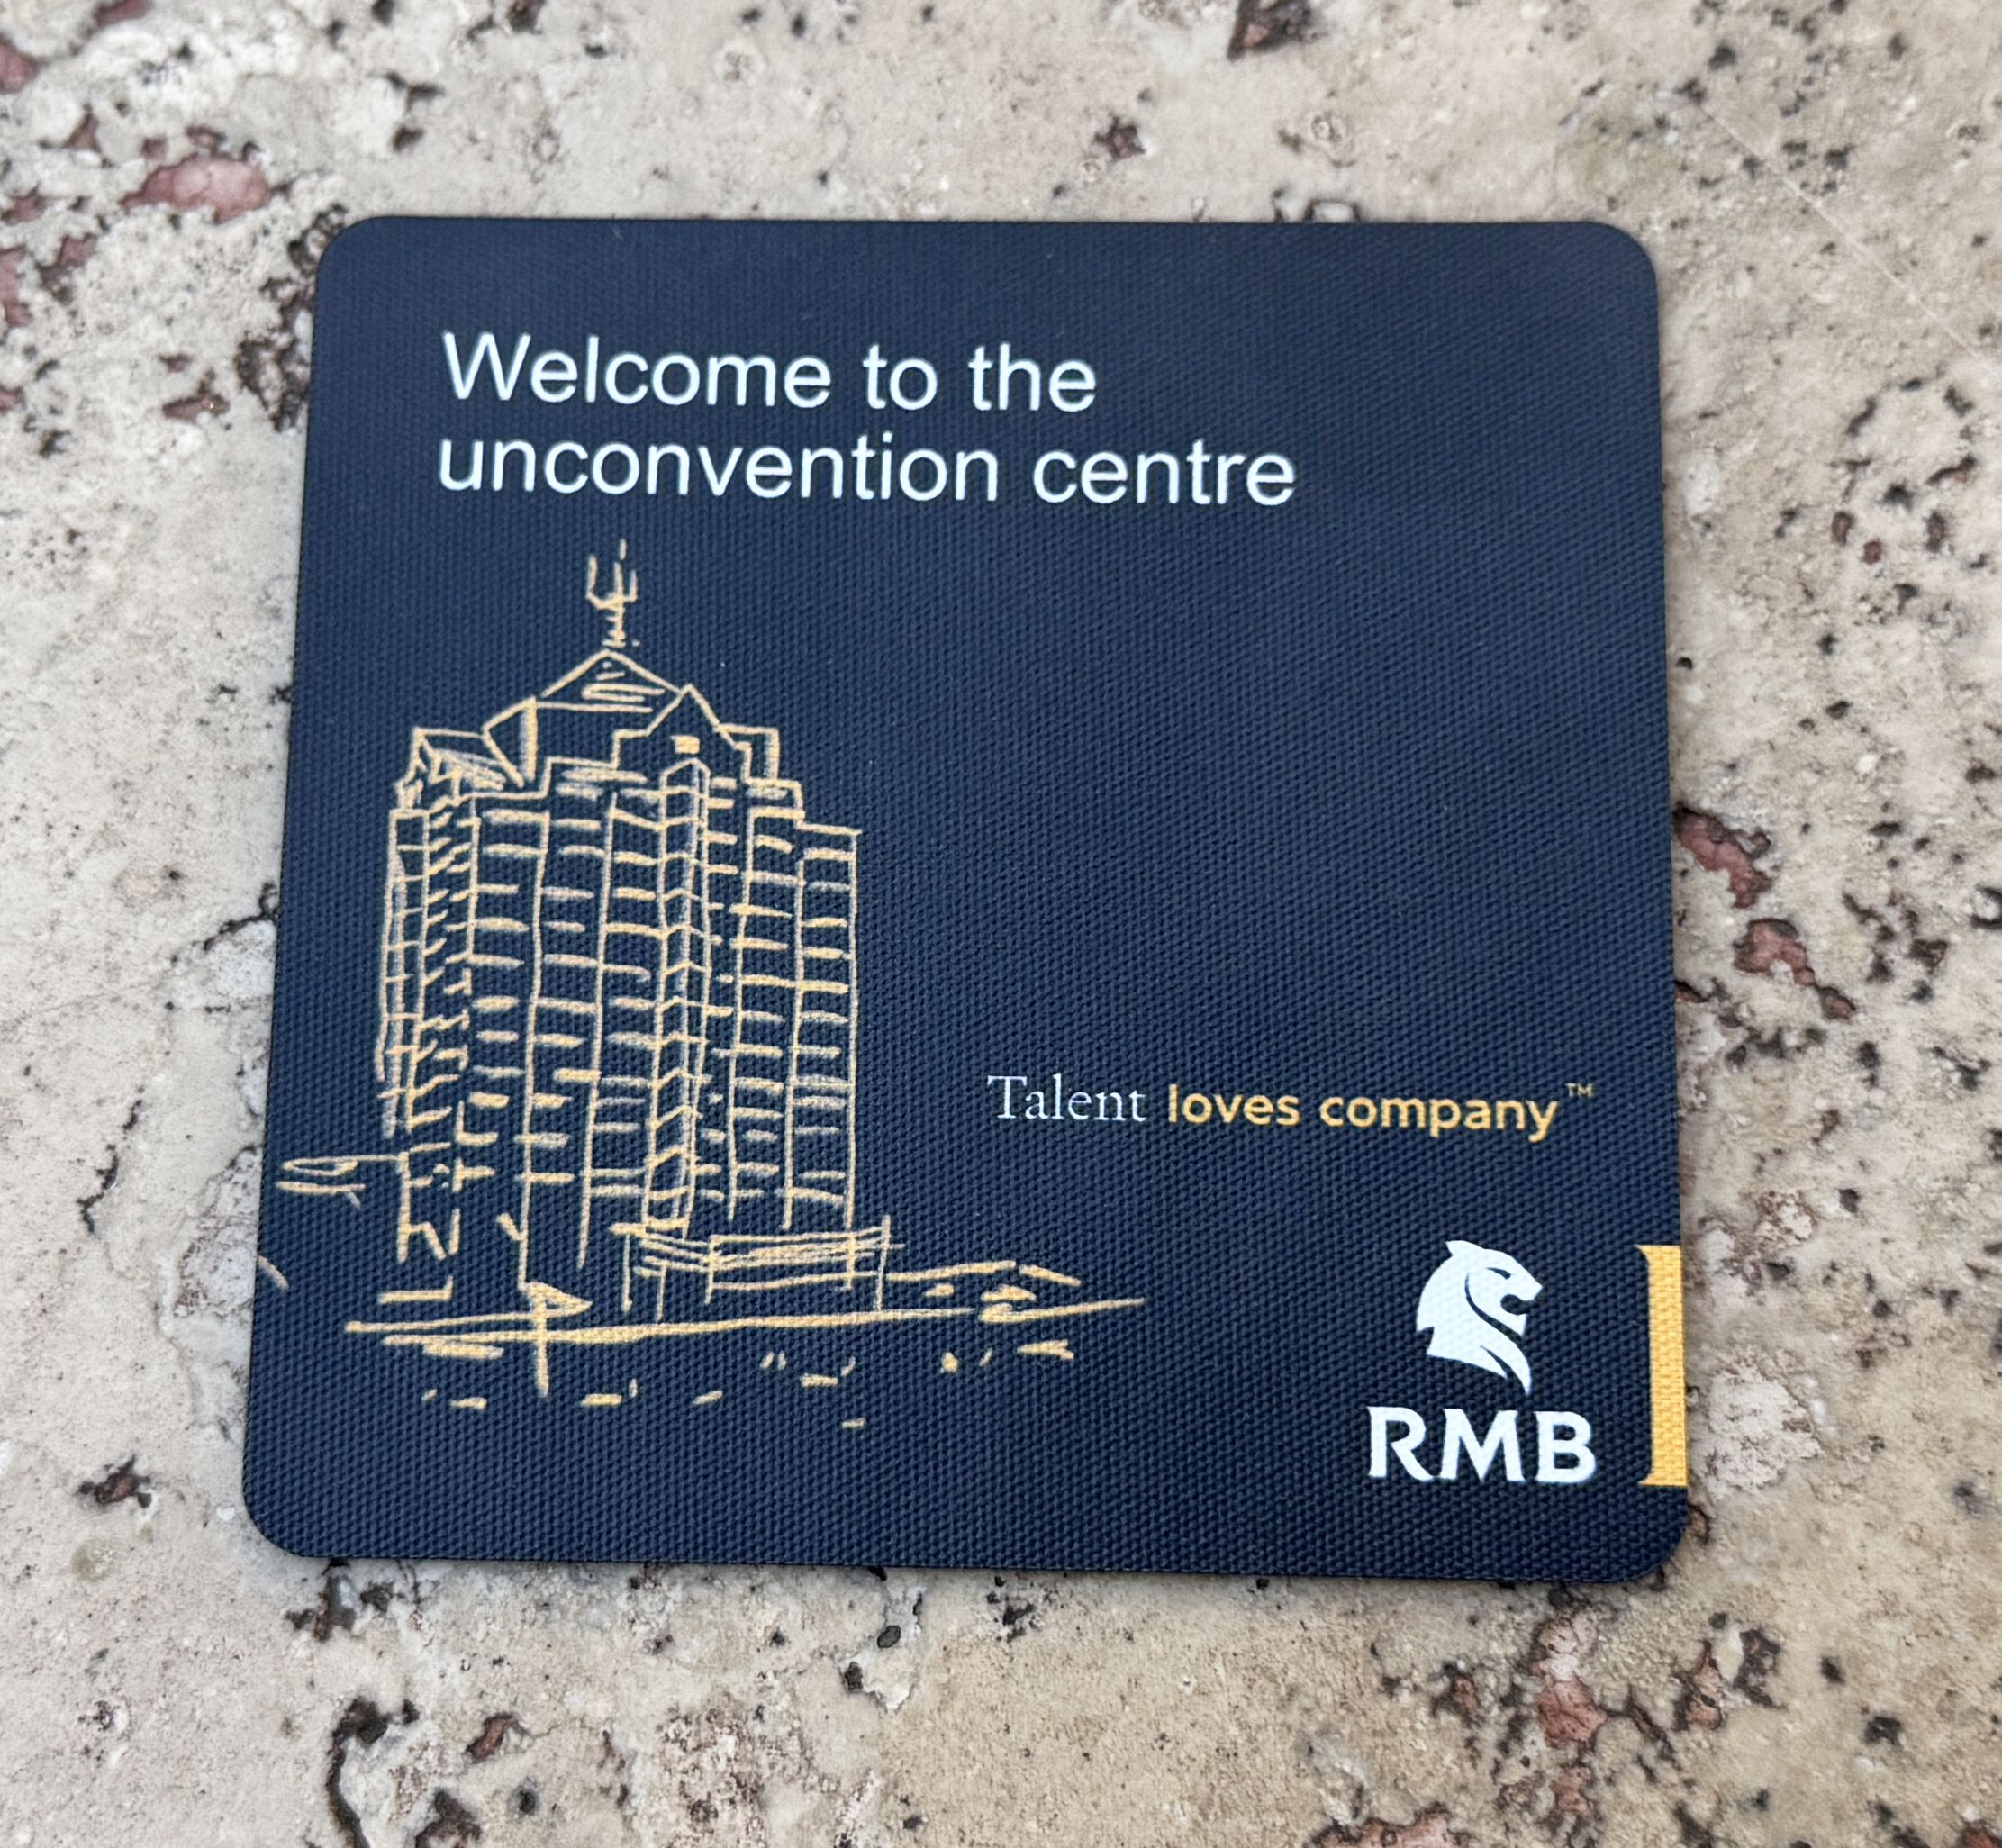 Welcome to the
unconvention centre
Talent loves company™
RMB